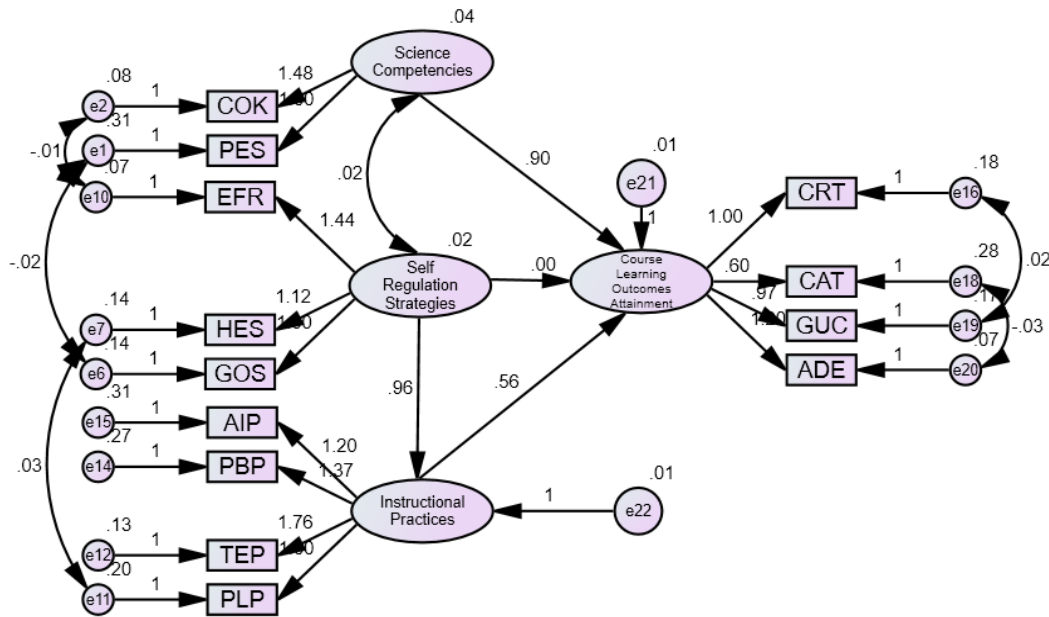 .04
Science
Competencies
.08
1.48
e2
1
COK
.31
e1
1
PES
-.01
.07
e10
1
EFR
.02
.90
.01
e21
1
.18
CRT
1
e16
1.44
1.00
-.02
.02
Self
Regulation
Strategies
.00
Course
Learning
Outcomes
Attainment
.60
.28
CAT
1
e18
.02
.97
.17
GUC
1
e19
-.03
.07
ADE
1
e20
.14
1.12
e7
1
HES
.14
e6
1
GOS
.31
.96
.56
e15
1
AIP
.27
1.20
e14
1
PBP
1.37
.03
Instructional
Practices
1
.01
e22
.13
1.76
e12
1
TEP
.20
e11
1
PLP